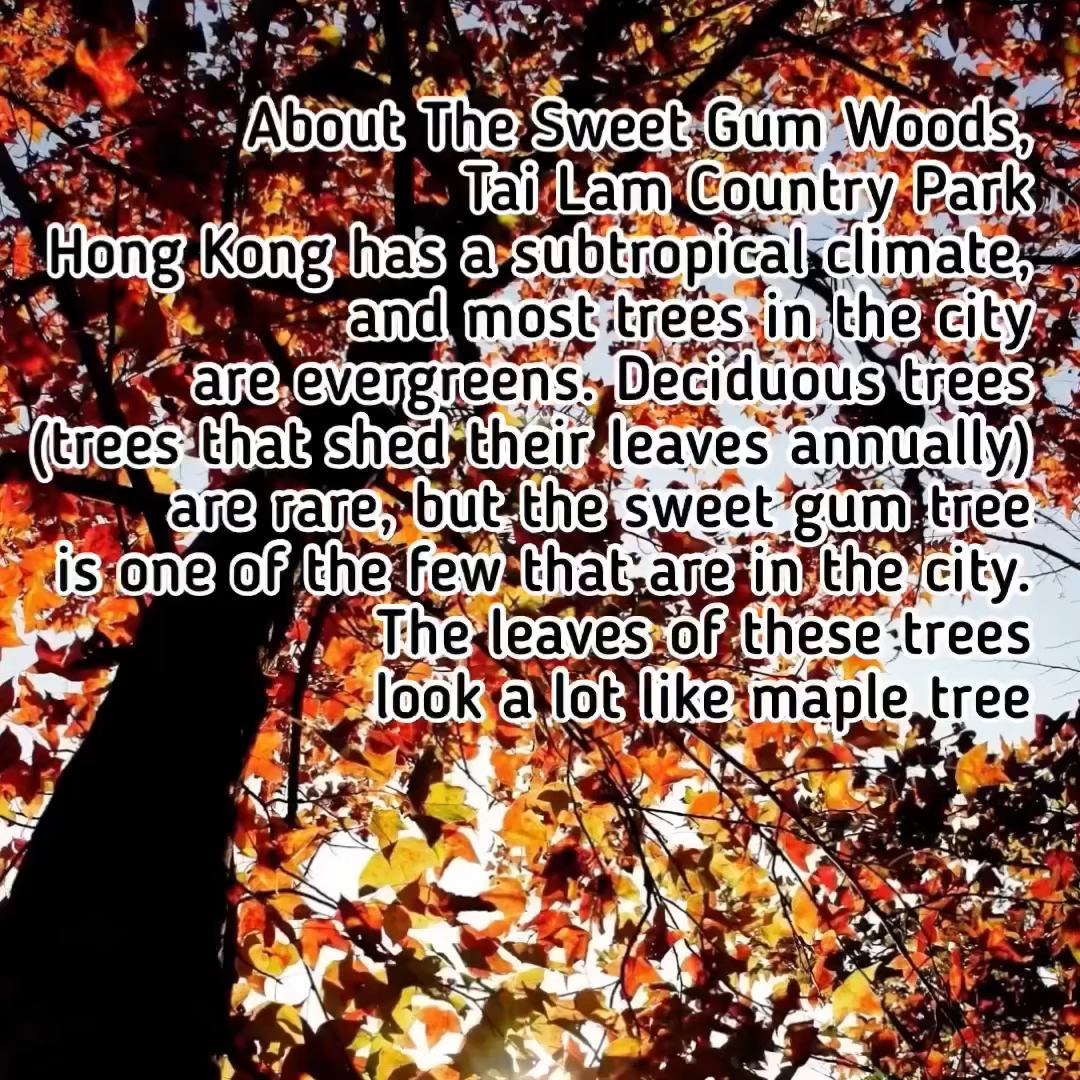 About The Sweet Gum Woods,
Tai Lam Country Park
Hong Kong has a subtropical climate,
and most trees in the city
are evergreens. Deciduous trees
(trees that shed their leaves annually)
are rare, but the sweet gum tree
is one of the few that are in the city.
The leaves of these trees
look a lot like maple tree